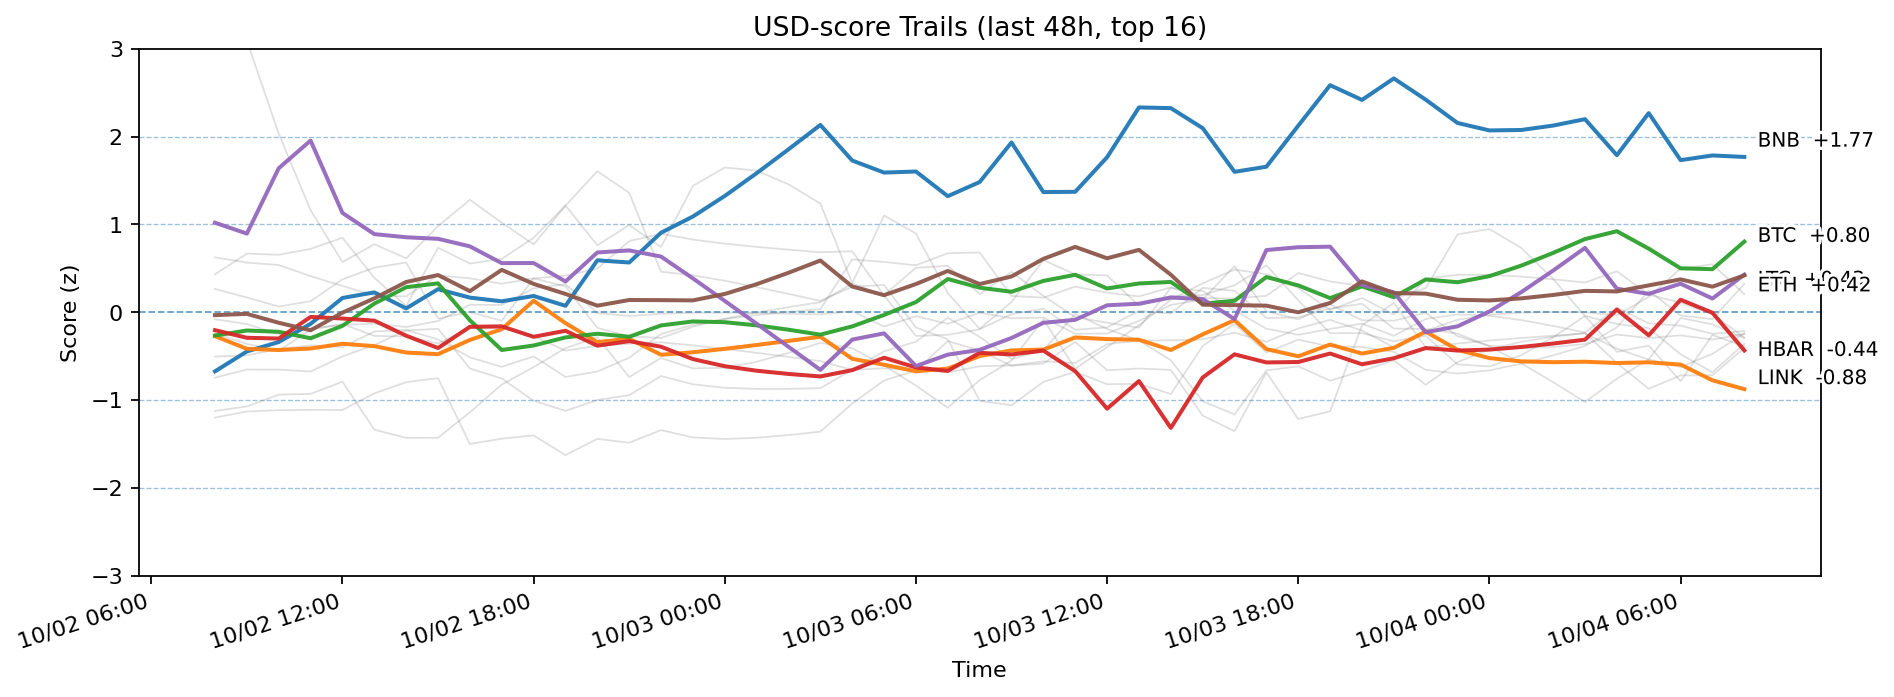 USD-score Trails (last 48h, top 16)
Score (z)
3
2
1
0
−1
−2
−3
BNB +1.77
BTC +0.80
ETH +0.42
HBAR -0.44
LINK -0.88
10/02 06:00
10/02 12:00
10/02 18:00
10/03 00:00
10/03 06:00
10/03 12:00
10/03 18:00
10/04 00:00
10/04 06:00
Time